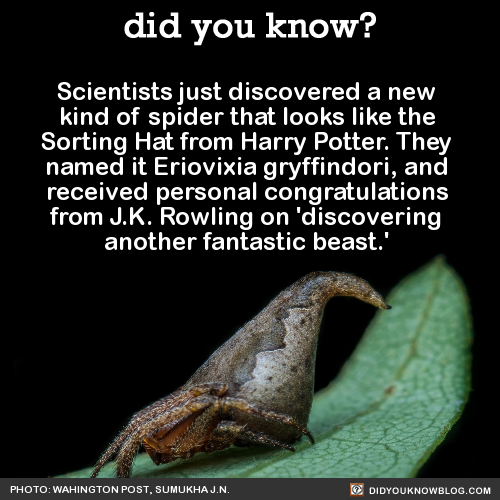 did you know?
Scientists just discovered a new
kind of spider that looks like the
Sorting Hat from Harry Potter. They
named it Eriovixia gryffindori, and
received personal congratulations
from J.K. Rowling on 'discovering
another fantastic beast.'
PHOTO: WAHINGTON POST, SUMUKHA J.N.
DIDYOUKNOWBLOG.COM